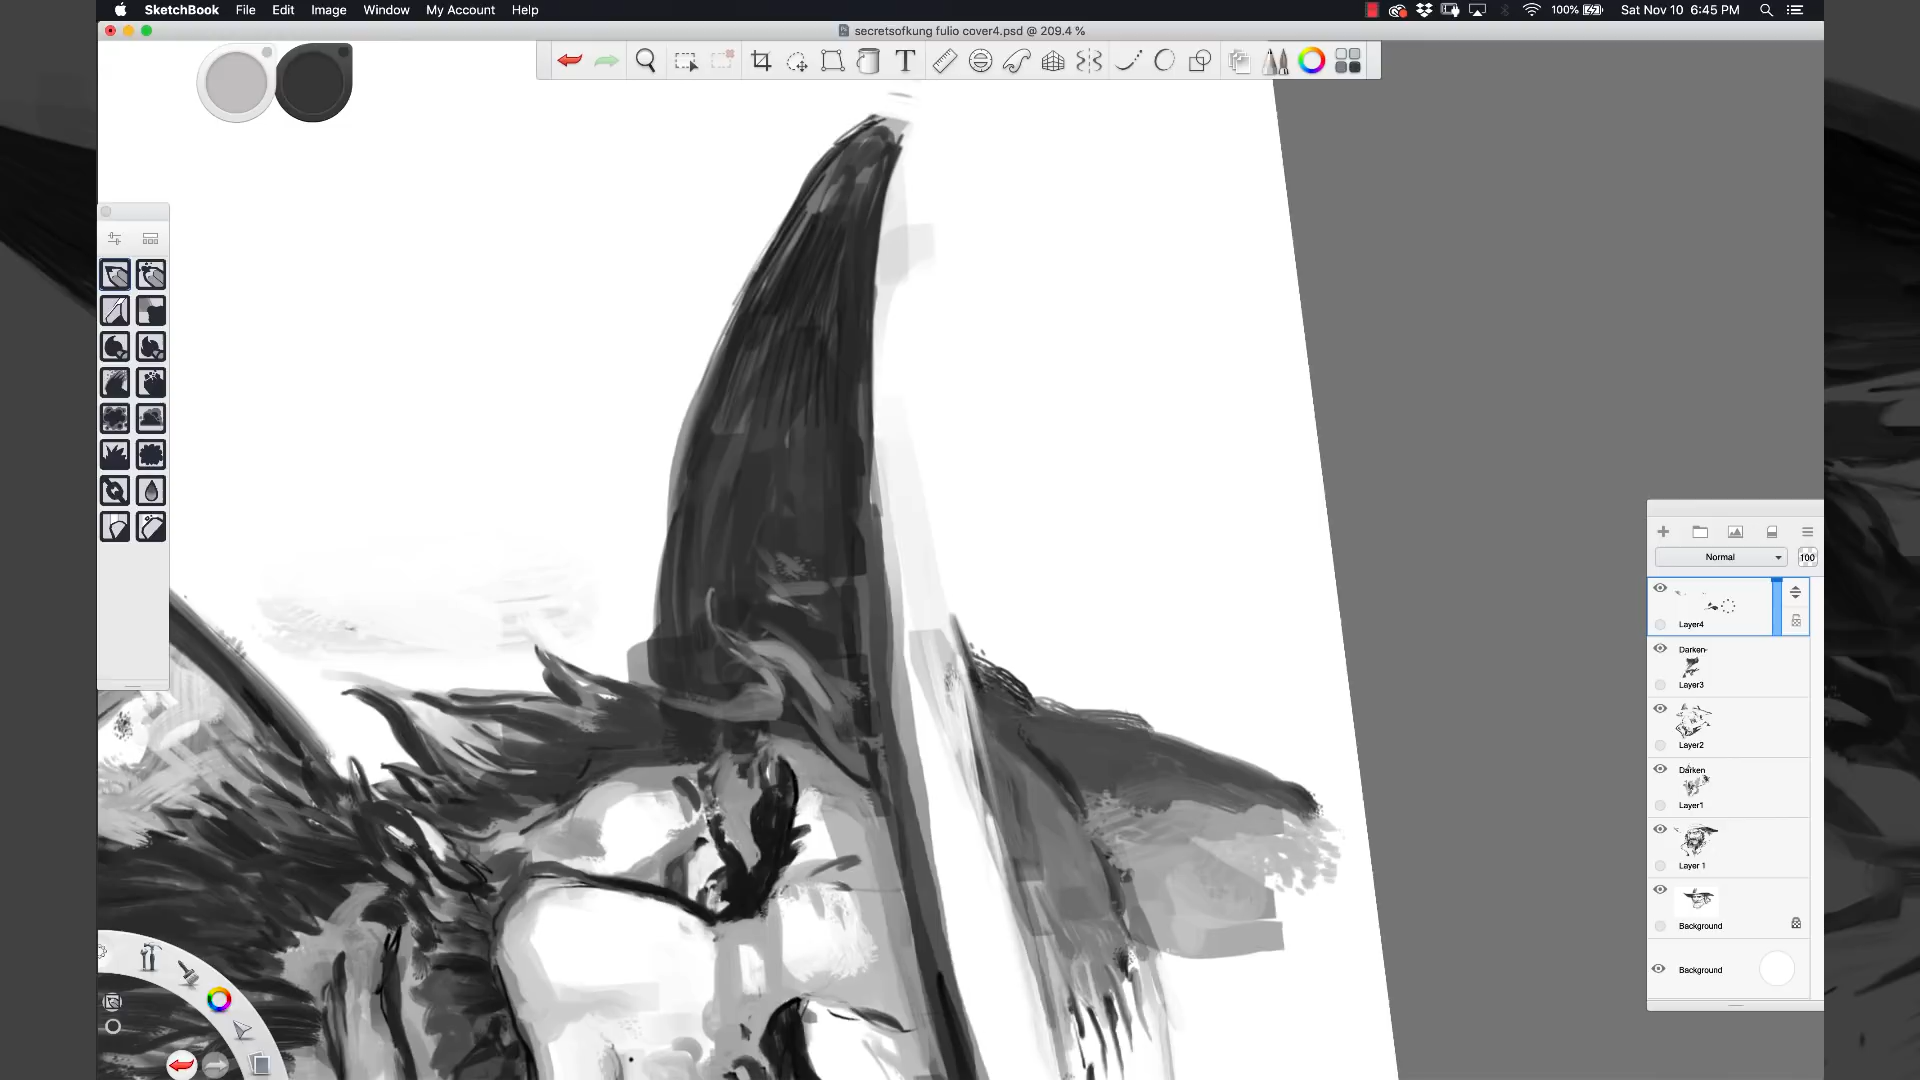 SketchBook File Edit Image Window My Account Help 100% Sat Nov 10 6:45 PM
secretsofkung fulio cover4.psd @ 209.4 %
T
Normal 100
Layer4
Darken
Layer3
Layer2
Darken
Layer1
Layer 1
Background
Background